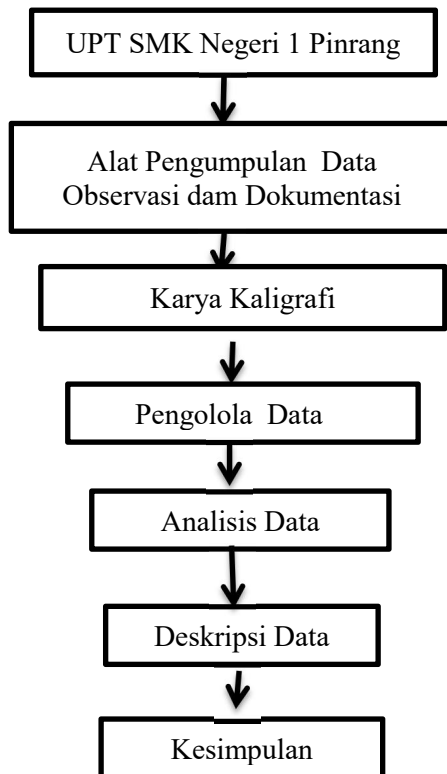 UPT SMK Negeri 1 Pinrang
Alat Pengumpulan Data
Observasi dam Dokumentasi
Karya Kaligrafi
Pengolola Data
Analisis Data
Deskripsi Data
Kesimpulan